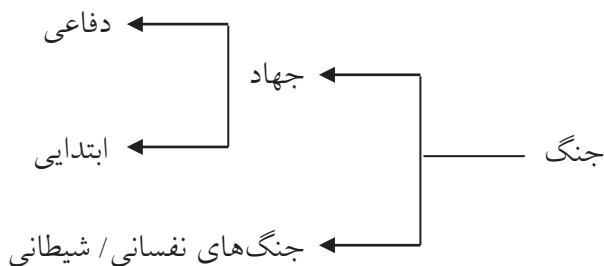 جنگ
جهاد
دفاعی
ابتدایی
جنگ‌های نفسانی/ شیطانی